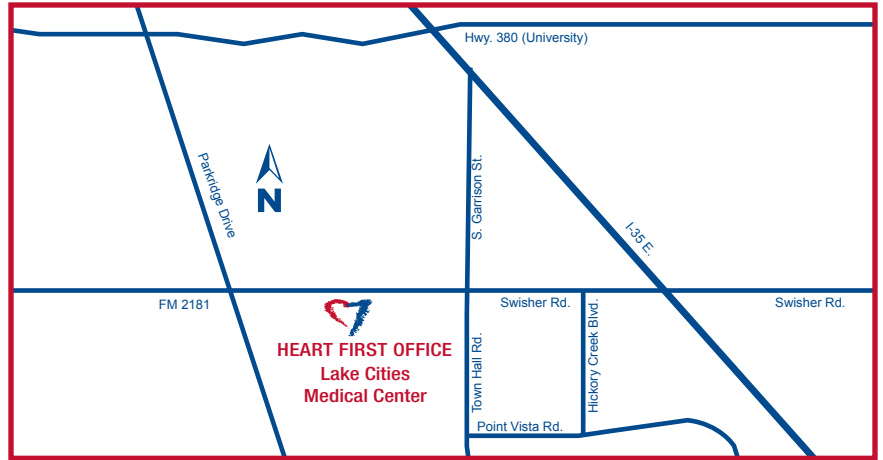 Hwy. 380 (University)
Parkridge Drive
N
S. Garrison St.
I-35 E.
FM 2181
Swisher Rd.
Swisher Rd.
HEART FIRST OFFICE
Lake Cities
Medical Center
Town Hall Rd.
Hickory Creek Blvd.
Point Vista Rd.